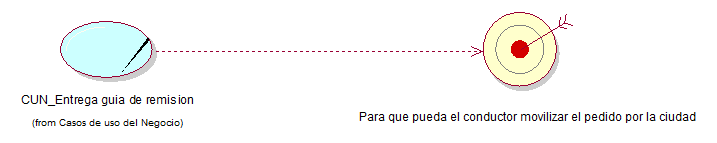 CUN_Entrega guia de remision
(from Casos de uso del Negocio)
Para que pueda el conductor movilizar el pedido por la ciudad